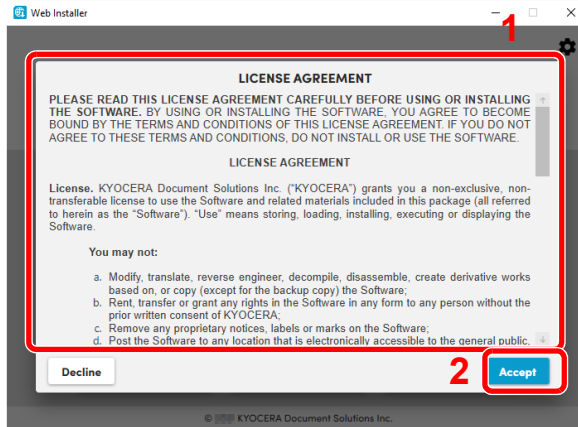 Web Installer
1
LICENSE AGREEMENT
PLEASE READ THIS LICENSE AGREEMENT CAREFULLY BEFORE USING OR INSTALLING
THE SOFTWARE. BY USING OR INSTALLING THE SOFTWARE, YOU AGREE TO BECOME
BOUND BY THE TERMS AND CONDITIONS OF THIS LICENSE AGREEMENT. IF YOU DO NOT
AGREE TO THESE TERMS AND CONDITIONS, DO NOT INSTALL OR USE THE SOFTWARE.
LICENSE AGREEMENT
License. KYOCERA Document Solutions Inc. (“KYOCERA”) grants you a non-exclusive, non-
transferable license to use the Software and related materials included in this package (all referred
to herein as the “Software”). “Use” means storing, loading, installing, executing or displaying the
Software.
You may not:
a. Modify, translate, reverse engineer, decompile, disassemble, create derivative works
based on, or copy (except for the backup copy) the Software;
b. Rent, transfer or grant any rights in the Software in any form to any person without the
prior written consent of KYOCERA;
c. Remove any proprietary notices, labels or marks on the Software;
d. Post the Software to any location that is electronically accessible to the general public.
Decline
2
Accept
© KYOCERA Document Solutions Inc.